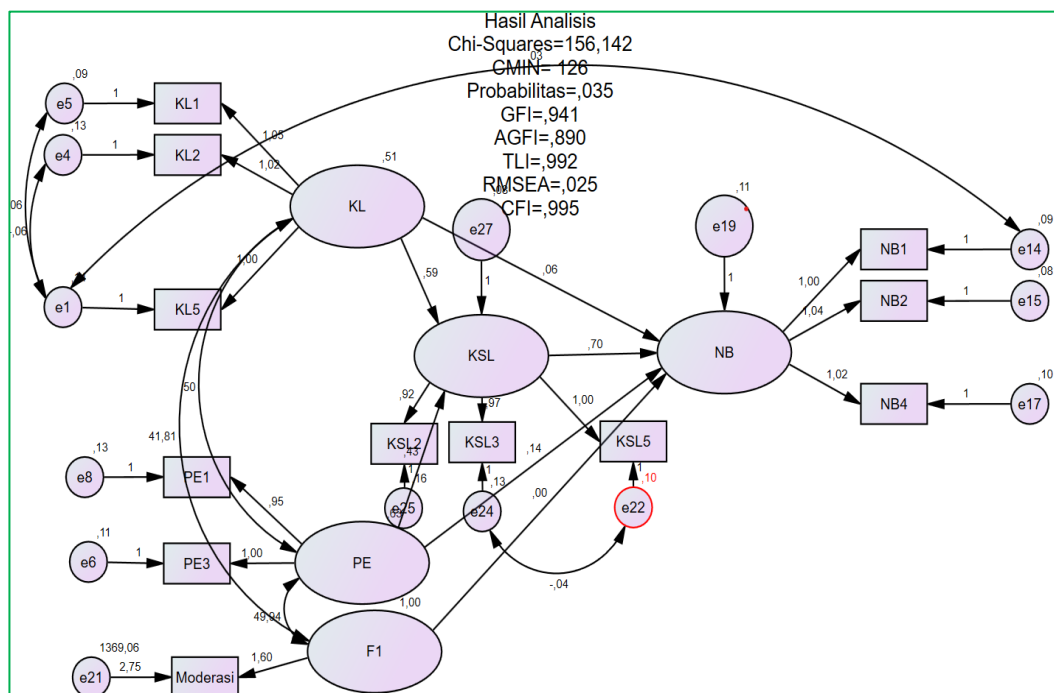 Hasil Analisis
Chi-Squares=156,142
,03
CMIN= 126
Probabilitas=,035
GFI=,941
AGFI=,890
TLI=,992
RMSEA=,025
CFI=,995
,09
e5
1
KL1
,13
e4
1
KL2
1,05
1,02
,51
KL
e27
1
,11
e19
1
,09
NB1
1
e14
,08
NB2
1
e15
1,00
1,04
,06
-,06
e1
1
KL5
1,00
,59
,06
KSL
,70
NB
1,02
,10
NB4
1
e17
,50
,92
,97
1,00
KSL2
KSL3
KSL5
,43
,14
41,81
,13
e8
1
PE1
,95
1
,16
e25
1
,13
e24
1
,10
e22
,00
,11
e6
1
PE3
1,00
PE
-,04
1,00
49,94
F1
1369,06
2,75
e21
Moderasi
1,60